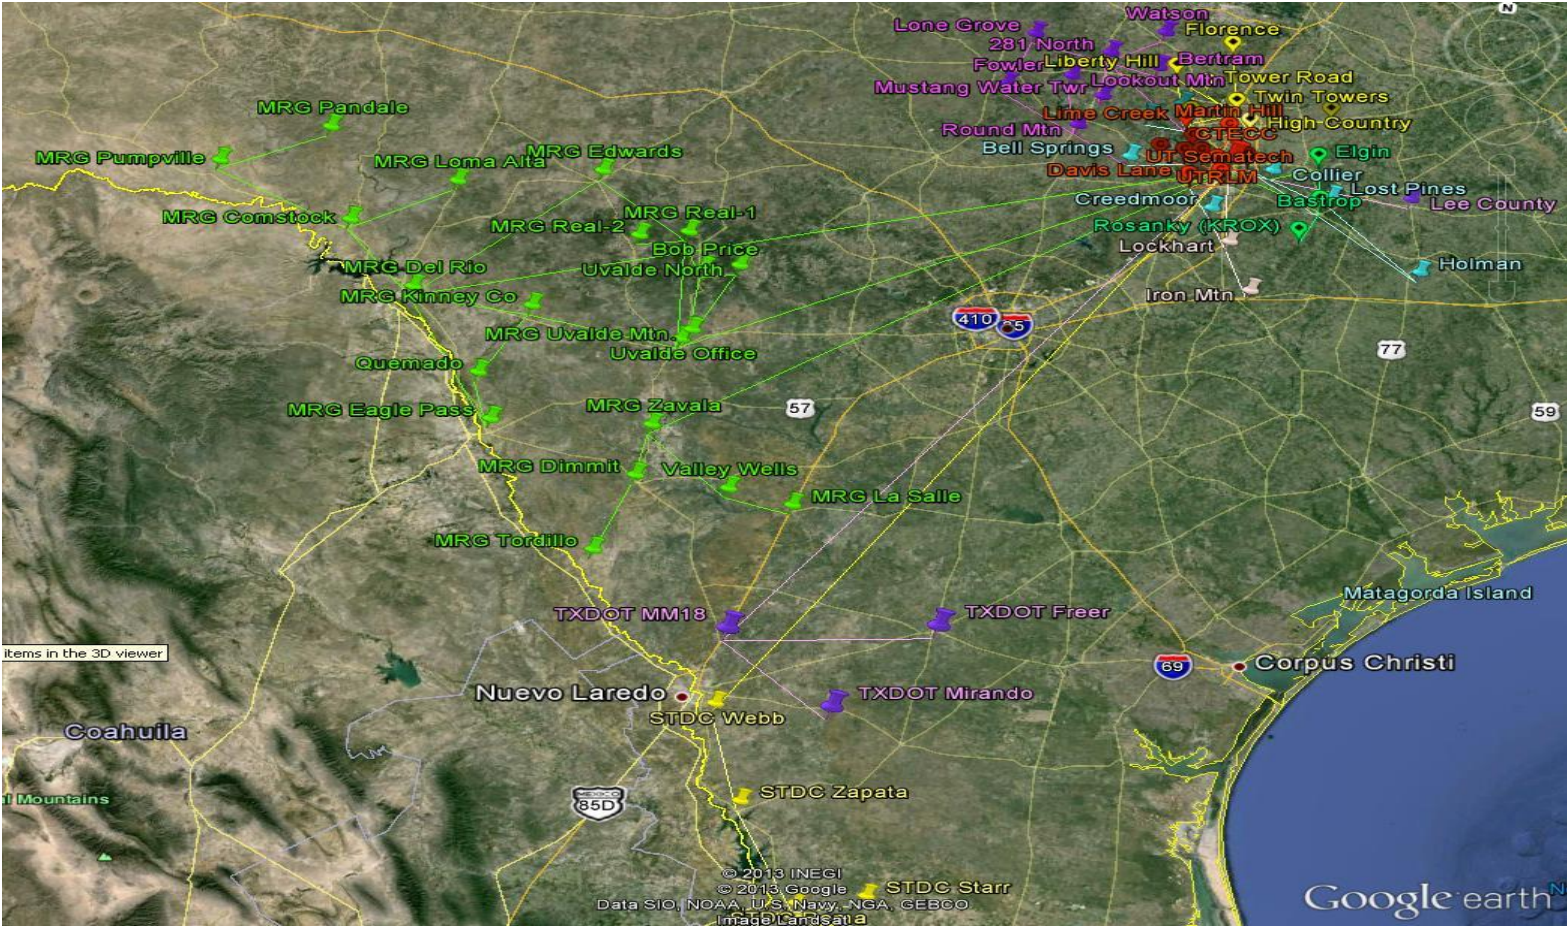 N
Watson
Lone Grove
Florence
281 North
Fowler
Liberty Hill
Bertram
Mustang Water Twr
Lookout Mtn
Tower Road
Twin Towers
MRG Pandale
Lime Creek
Martin Hill
High Country
Round Mtn
CTECC
MRG Pumpville
MRG Loma Alta
MRG Edwards
Bell Springs
UT Sematech
Elgin
Davis Lane
UTRLM
Collier
Lost Pines
Creedmoor
Bastrop
Lee County
MRG Comstock
MRG Real-2
MRG Real-1
Rosanky (KROX)
Bob Price
Lockhart
MRG Del Rio
Uvalde North
Holman
MRG Kinney Co
Iron Mtn
410
35
MRG Uvalde Mtn.
Uvalde Office
77
Quemado
MRG Eagle Pass
MRG Zavala
57
59
MRG Dimmit
Valley Wells
MRG La Salle
MRG Tordillo
Matagorda Island
TXDOT MM18
TXDOT Freer
items in the 3D viewer
69
Corpus Christi
Nuevo Laredo
TXDOT Mirando
STDC Webb
Coahuila
MEXICO
85D
STDC Zapata
Mountains
© 2013 INEGI
© 2013 Google
STDC Starr
Data SIO, NOAA, U.S. Navy, NGA, GEBCO
Image Landsat
Google earth